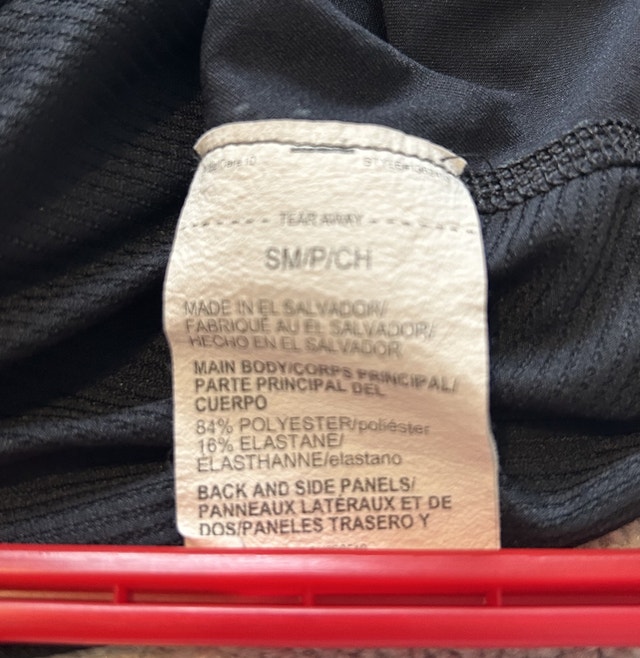 TEAR AWAY
SM/P/CH
MADE IN EL SALVADOR/
FABRIQUÉ AU EL SALVADOR/
HECHO EN EL SALVADOR
MAIN BODY/CORPS PRINCIPAL/
PARTE PRINCIPAL DEL
CUERPO
84% POLYESTER/poliéster
16% ELASTANE/
ÉLASTHANNE/elastano
BACK AND SIDE PANELS/
PANNEAUX LATÉRAUX ET DE
DOS/PANELES TRASERO Y